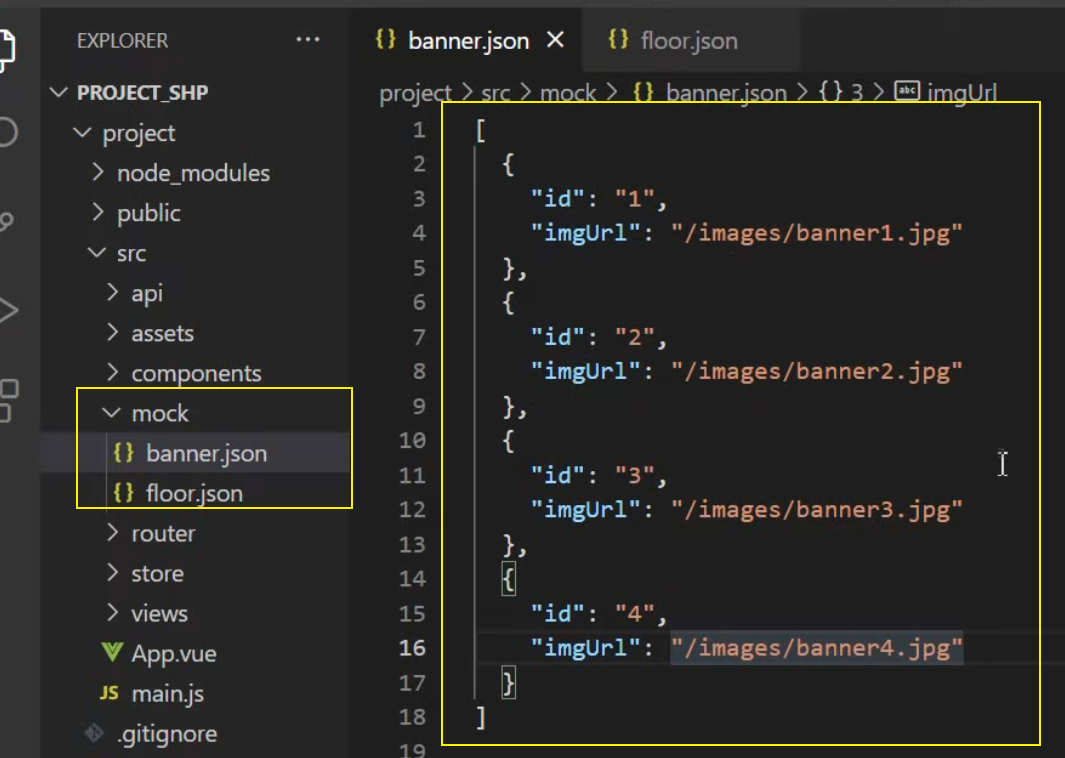 EXPLORER ...
PROJECT_SHP
project
node_modules
public
src
api
assets
components
mock
{} banner.json
{} floor.json
router
store
views
App.vue
JS main.js
.gitignore
{} banner.json × {} floor.json
project > src > mock > {} banner.json > {} 3 > abc imgUrl
1 [
2 {
3 "id": "1",
4 "imgUrl": "/images/banner1.jpg"
5 },
6 {
7 "id": "2",
8 "imgUrl": "/images/banner2.jpg"
9 },
10 {
11 "id": "3",
12 "imgUrl": "/images/banner3.jpg"
13 },
14 {
15 "id": "4",
16 "imgUrl": "/images/banner4.jpg"
17 }
18 ]
19